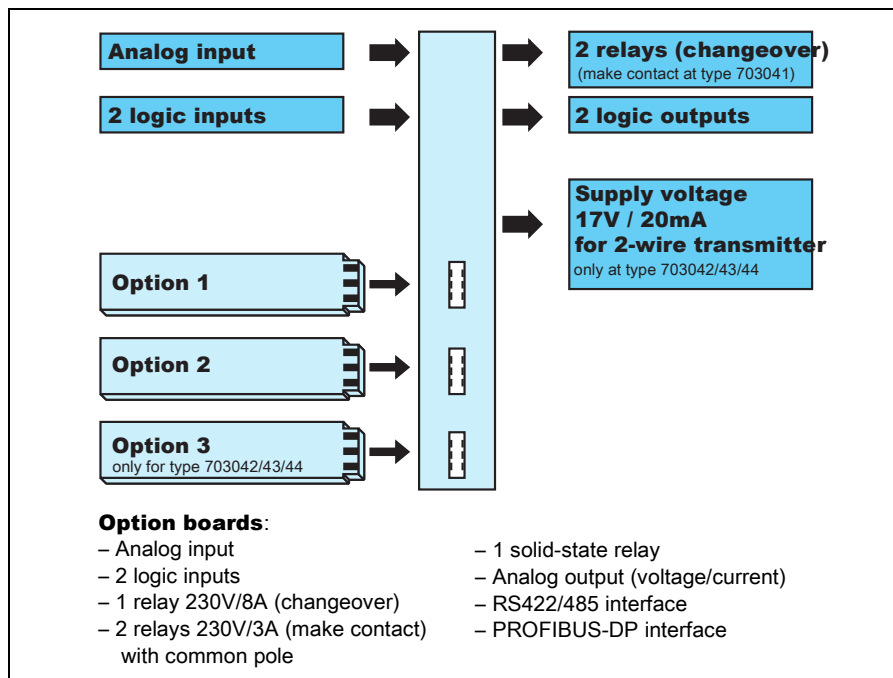 Analog input
2 relays (changeover)
(make contact at type 703041)
2 logic inputs
2 logic outputs
Supply voltage
17V / 20mA
for 2-wire transmitter
only at type 703042/43/44
Option 1
Option 2
Option 3
only for type 703042/43/44
Option boards:
– Analog input
– 2 logic inputs
– 1 relay 230V/8A (changeover)
– 2 relays 230V/3A (make contact)
with common pole
– 1 solid-state relay
– Analog output (voltage/current)
– RS422/485 interface
– PROFIBUS-DP interface